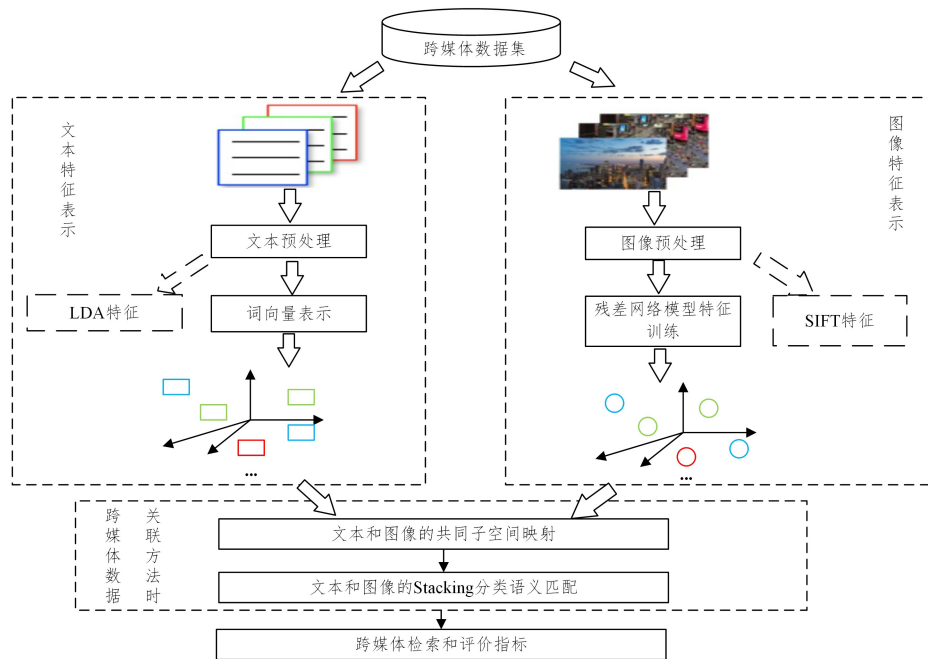 跨媒体数据集
文本特征表示
图像特征表示
文本预处理
图像预处理
LDA特征
词向量表示
残差网络模型特征
训练
SIFT特征
...
...
跨媒体数据
关联方法时
文本和图像的共同子空间映射
文本和图像的Stacking分类语义匹配
跨媒体检索和评价指标